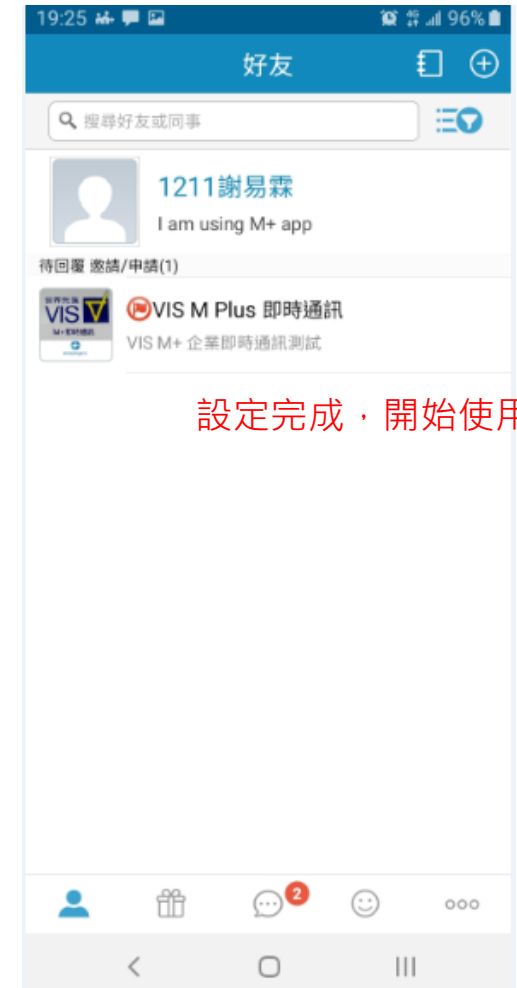 19:25
96%
好友
搜尋好友或同事
1211謝易霖
I am using M+ app
待回覆 邀請/申請(1)
VIS
VIS M Plus 即時通訊
VIS M+ 企業即時通訊測試
設定完成，開始使用
2